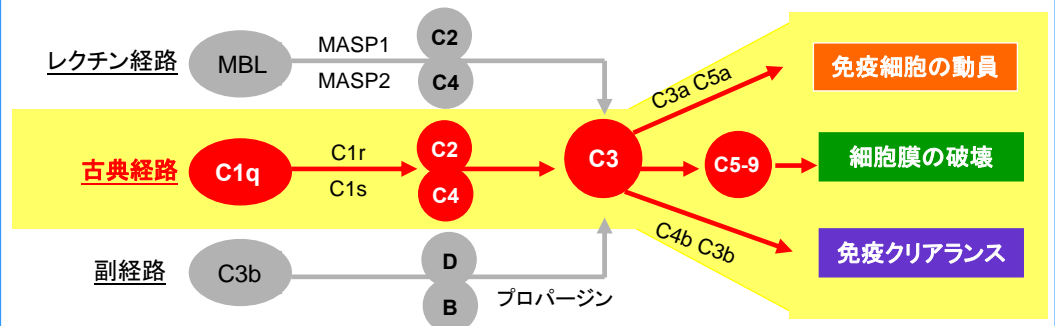 レクチン経路
MBL
MASP1
MASP2
C2
C4
古典経路
C1q
C1r
C1s
C2
C4
副経路
C3b
D
B
プロパージン
C3
C3a C5a
C5-9
C4b C3b
免疫細胞の動員
細胞膜の破壊
免疫クリアランス